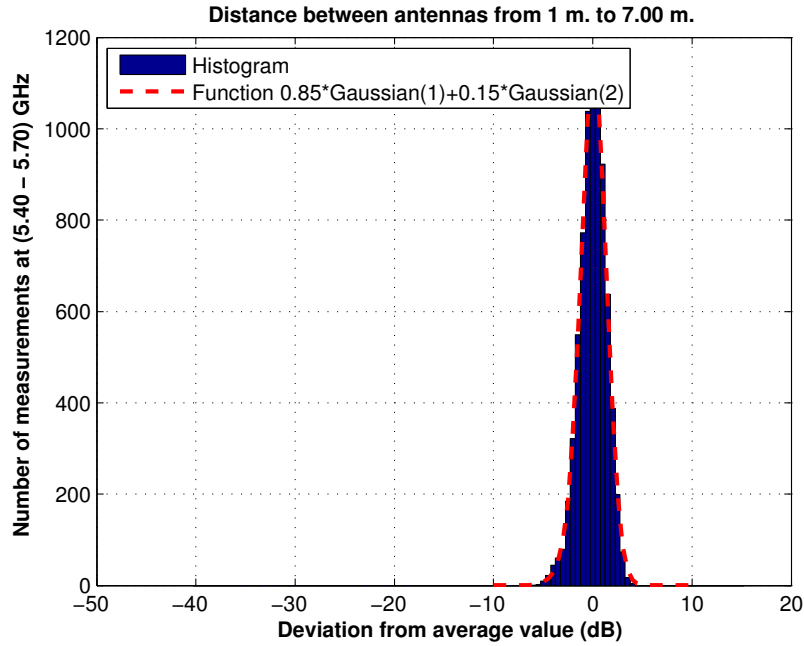 Distance between antennas from 1 m. to 7.00 m.
Number of measurements at (5.40 − 5.70) GHz
1200
1000
800
600
400
200
0
Histogram
Function 0.85*Gaussian(1)+0.15*Gaussian(2)
−50 −40 −30 −20 −10 0 10 20
Deviation from average value (dB)